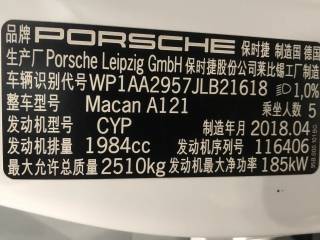 品牌 PORSCHE 保时捷 制造国 德国
生产厂 Porsche Leipzig GmbH 保时捷股份公司莱比锡工厂制造
车辆识别代号 WP1AA2957JLB21618 1,0%
整车型号 Macan A121 乘坐人数 5
发动机型号 CYP 制造年月 2018.04
发动机排量 1984cc 发动机序列号 116406
最大允许总质量 2510kg 发动机最大净功率 185kW